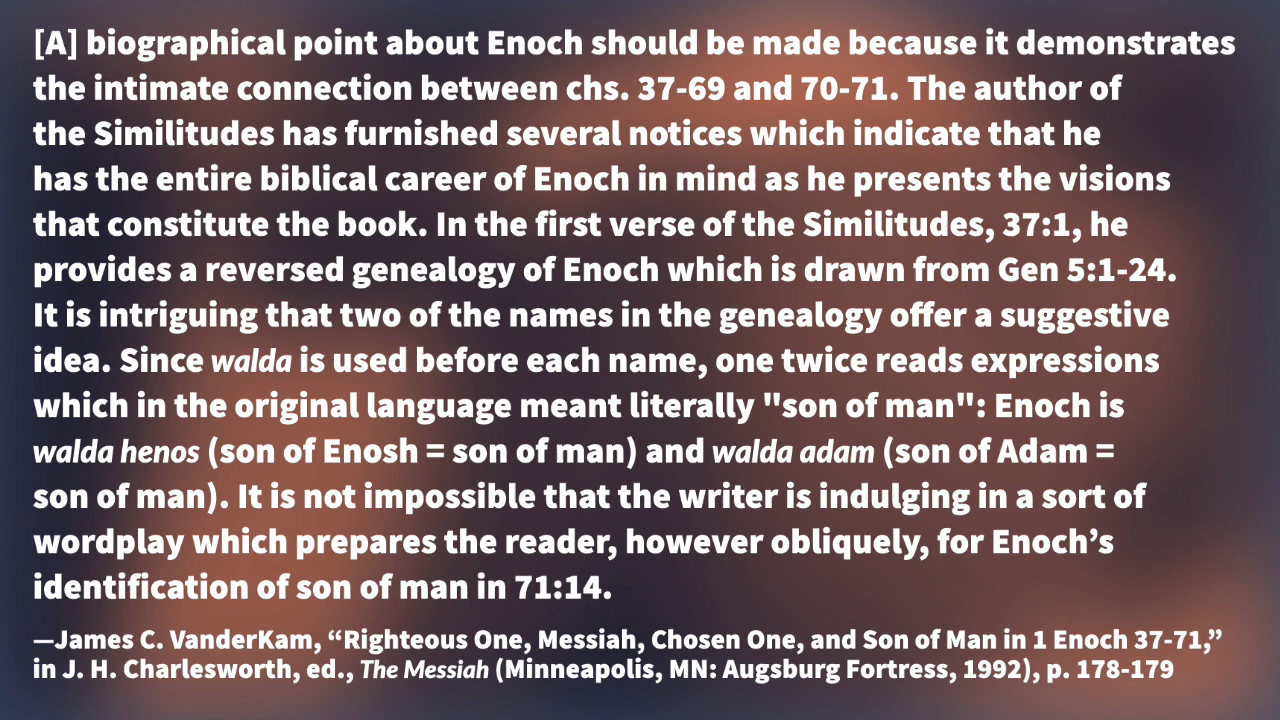 [A] biographical point about Enoch should be made because it demonstrates
the intimate connection between chs. 37-69 and 70-71. The author of
the Similitudes has furnished several notices which indicate that he
has the entire biblical career of Enoch in mind as he presents the visions
that constitute the book. In the first verse of the Similitudes, 37:1, he
provides a reversed genealogy of Enoch which is drawn from Gen 5:1-24.
It is intriguing that two of the names in the genealogy offer a suggestive
idea. Since walda is used before each name, one twice reads expressions
which in the original language meant literally "son of man": Enoch is
walda henos (son of Enosh = son of man) and walda adam (son of Adam =
son of man). It is not impossible that the writer is indulging in a sort of
wordplay which prepares the reader, however obliquely, for Enoch’s
identification of son of man in 71:14.
—James C. VanderKam, “Righteous One, Messiah, Chosen One, and Son of Man in 1 Enoch 37-71,”
in J. H. Charlesworth, ed., The Messiah (Minneapolis, MN: Augsburg Fortress, 1992), p. 178-179